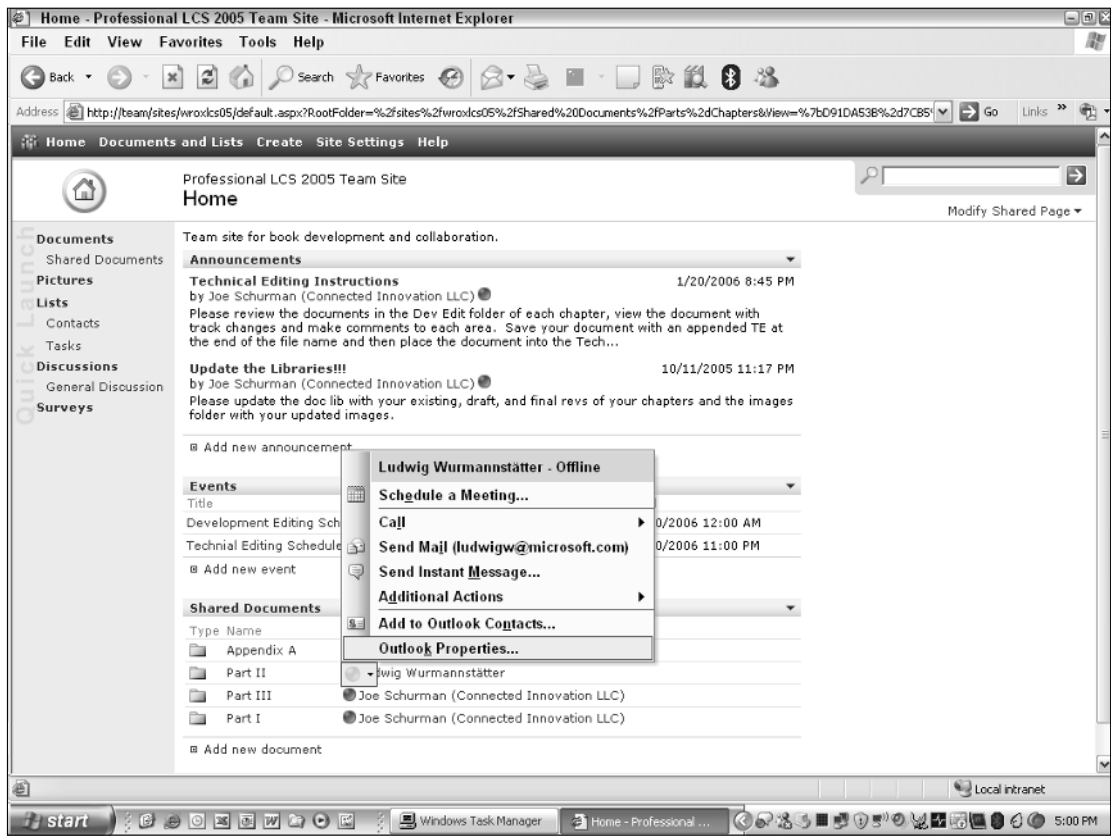 Home - Professional LCS 2005 Team Site - Microsoft Internet Explorer
File Edit View Favorites Tools Help
Back Search Favorites
Address http://team/sites/wroxlcs05/default.aspx?RootFolder=%2fsites%2fwroxlcs05%2fShared%20Documents%2fParts%2dChapters&View=%7bD91DA53B%2d7CB5 Go Links »
Home Documents and Lists Create Site Settings Help
Professional LCS 2005 Team Site
Home
Modify Shared Page
Quick Launch
Documents
Shared Documents
Pictures
Lists
Contacts
Tasks
Discussions
General Discussion
Surveys
Team site for book development and collaboration.
Announcements
Technical Editing Instructions 1/20/2006 8:45 PM
by Joe Schurman (Connected Innovation LLC)
Please review the documents in the Dev Edit folder of each chapter, view the document with
track changes and make comments to each area. Save your document with an appended TE at
the end of the file name and then place the document into the Tech...
Update the Libraries!!! 10/11/2005 11:17 PM
by Joe Schurman (Connected Innovation LLC)
Please update the doc lib with your existing, draft, and final revs of your chapters and the images
folder with your updated images.
Add new announcement
Events
Title
Development Editing Sch 0/2006 12:00 AM
Technial Editing Schedule 0/2006 11:00 PM
Add new event
Ludwig Wurmannstätter - Offline
Schedule a Meeting...
Call
Send Mail (ludwigw@microsoft.com)
Send Instant Message...
Additional Actions
Add to Outlook Contacts...
Outlook Properties...
Shared Documents
Type Name
Appendix A
Part II dwig Wurmannstätter
Part III Joe Schurman (Connected Innovation LLC)
Part I Joe Schurman (Connected Innovation LLC)
Add new document
Local intranet
start Windows Task Manager Home - Professional ... 5:00 PM